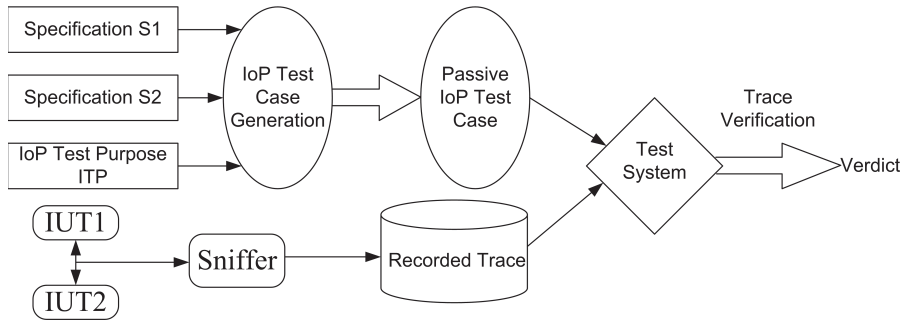 Specification S1
Specification S2
IoP Test Purpose
ITP
IoP Test
Case
Generation
Passive
IoP Test
Case
Test
System
Trace
Verification
Verdict
IUT1
IUT2
Sniffer
Recorded Trace